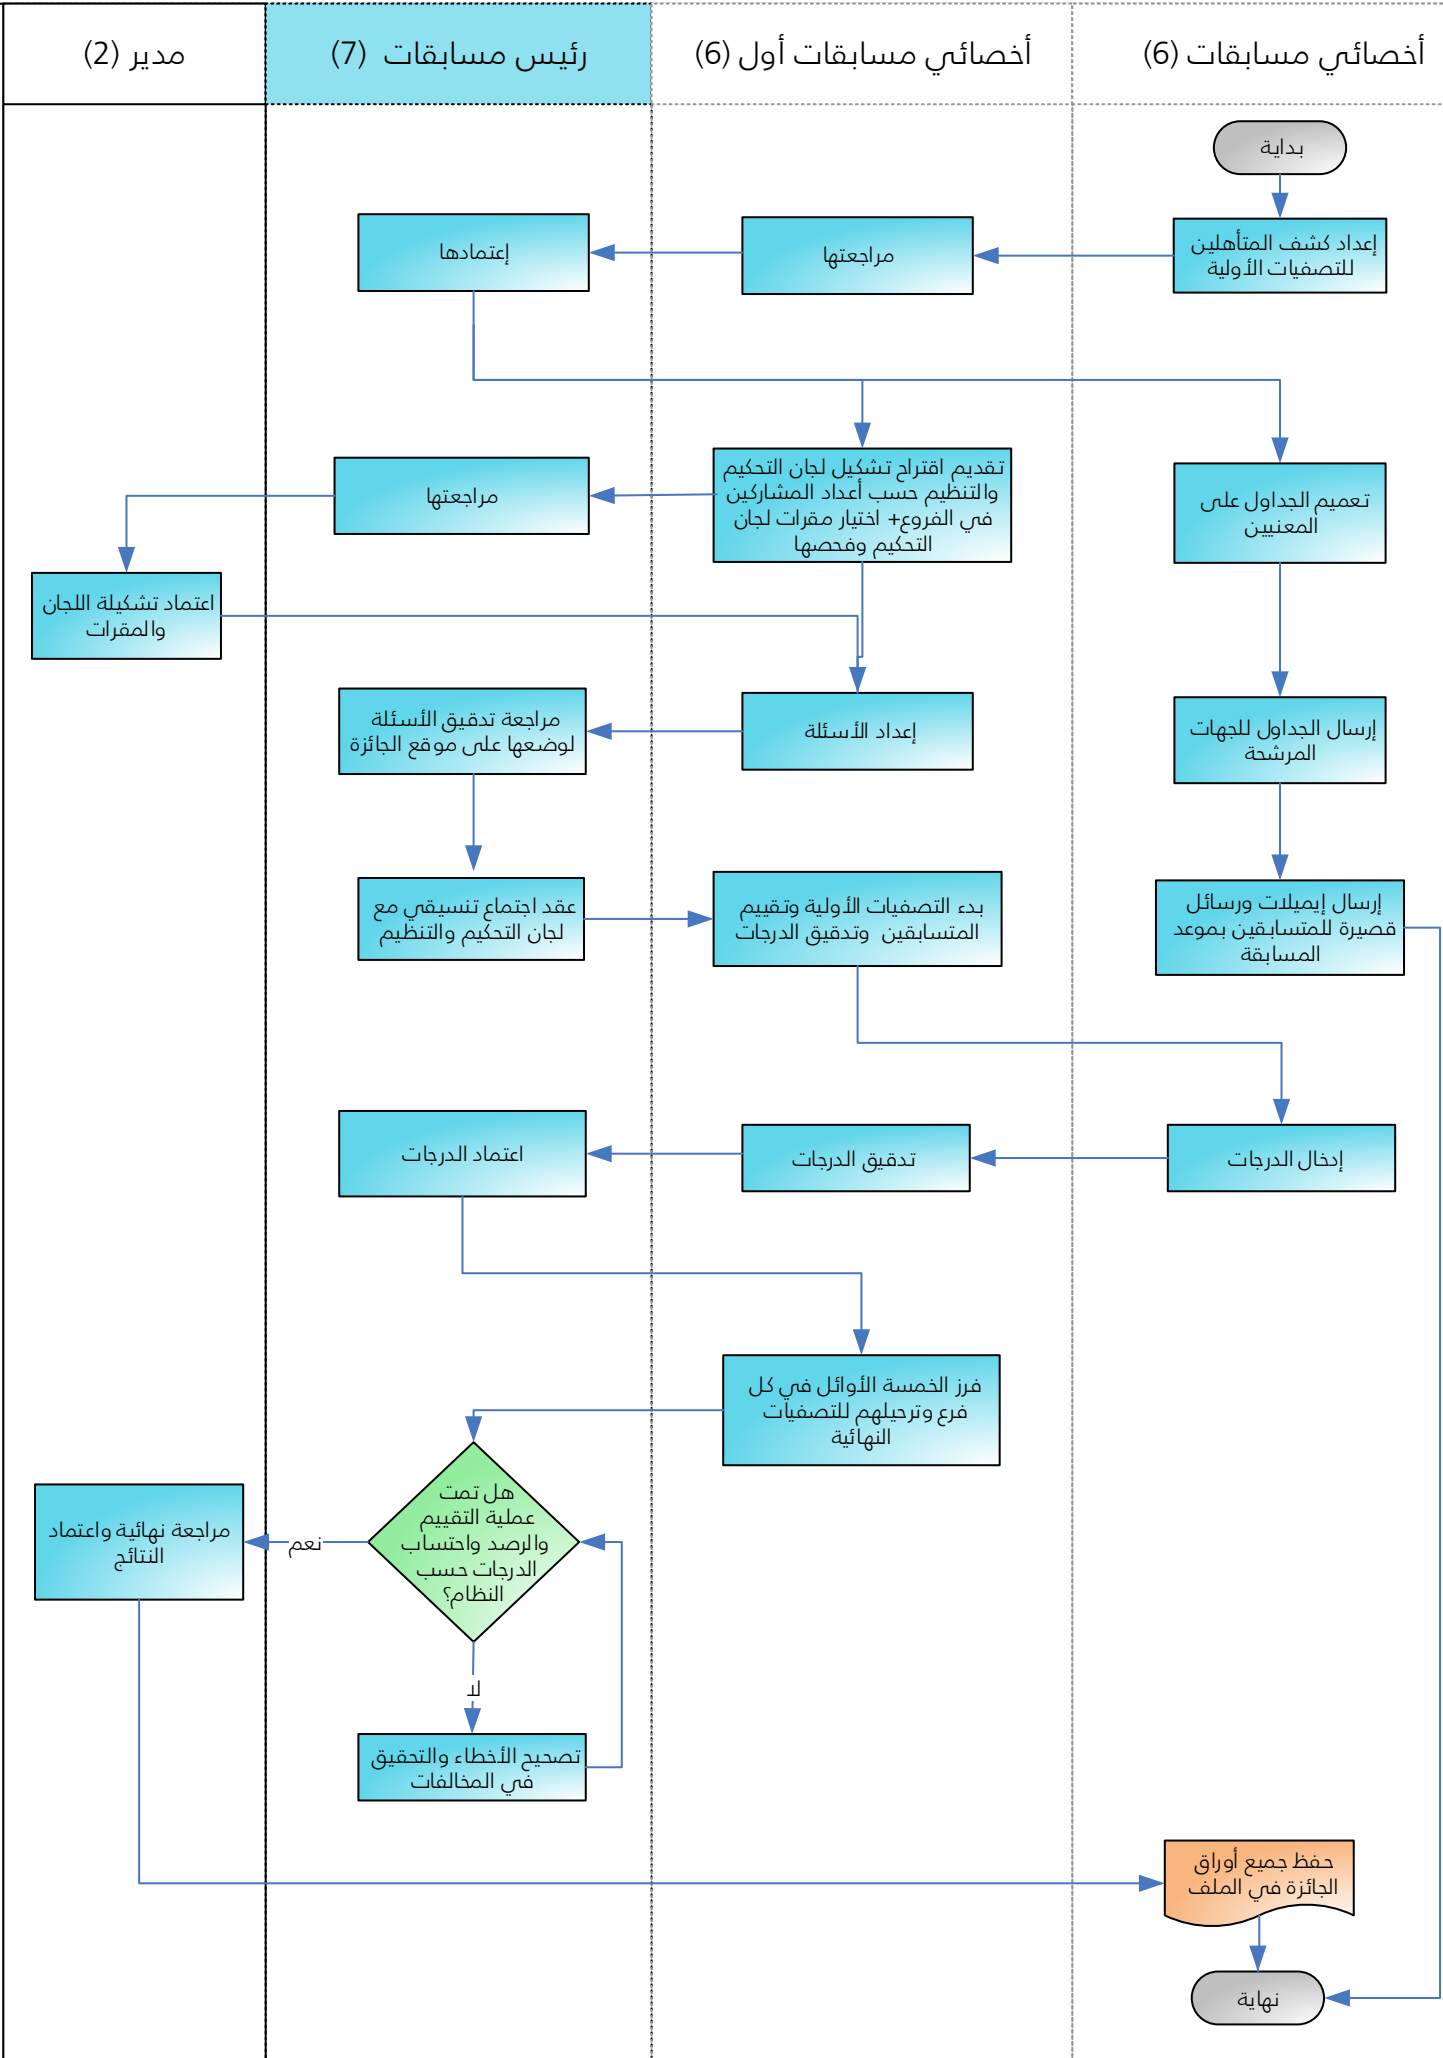 أخصائي مسابقات (6)
أخصائي مسابقات أول (6)
رئيس مسابقات (7)
مدير (2)
بداية
إعداد كشف المتأهلين
للتصفيات الأولية
مراجعتها
إعتمادها
تعميم الجداول على
المعنيين
تقديم اقتراح تشكيل لجان التحكيم
والتنظيم حسب أعداد المشاركين
في الفروع+ اختيار مقرات لجان
التحكيم وفحصها
مراجعتها
اعتماد تشكيلة اللجان
والمقرات
إرسال الجداول للجهات
المرشحة
إعداد الأسئلة
مراجعة تدقيق الأسئلة
لوضعها على موقع الجائزة
إرسال إيميلات ورسائل
قصيرة للمتسابقين بموعد
المسابقة
بدء التصفيات الأولية وتقييم
المتسابقين وتدقيق الدرجات
عقد اجتماع تنسيقي مع
لجان التحكيم والتنظيم
إدخال الدرجات
تدقيق الدرجات
اعتماد الدرجات
فرز الخمسة الأوائل في كل
فرع وترحيلهم للتصفيات
النهائية
هل تمت
عملية التقييم
والرصد واحتساب
الدرجات حسب
النظام؟
نعم
مراجعة نهائية واعتماد
النتائج
لا
تصحيح الأخطاء والتحقيق
في المخالفات
حفظ جميع أوراق
الجائزة في الملف
نهاية